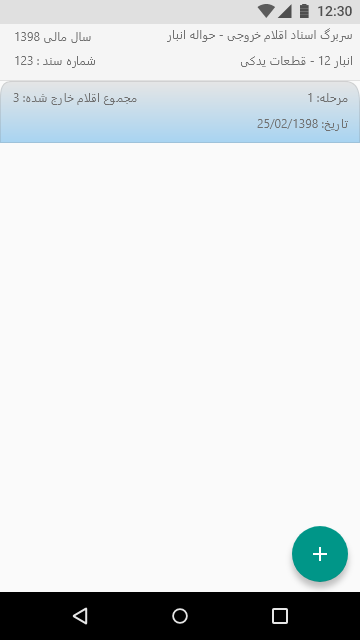 12:30
سربرگ اسناد اقلام خروجی - حواله انبار
سال مالی 1398
انبار 12 - قطعات یدکی
شماره سند : 123
مرحله: 1
مجموع اقلام خارج شده: 3
تاریخ: 25/02/1398